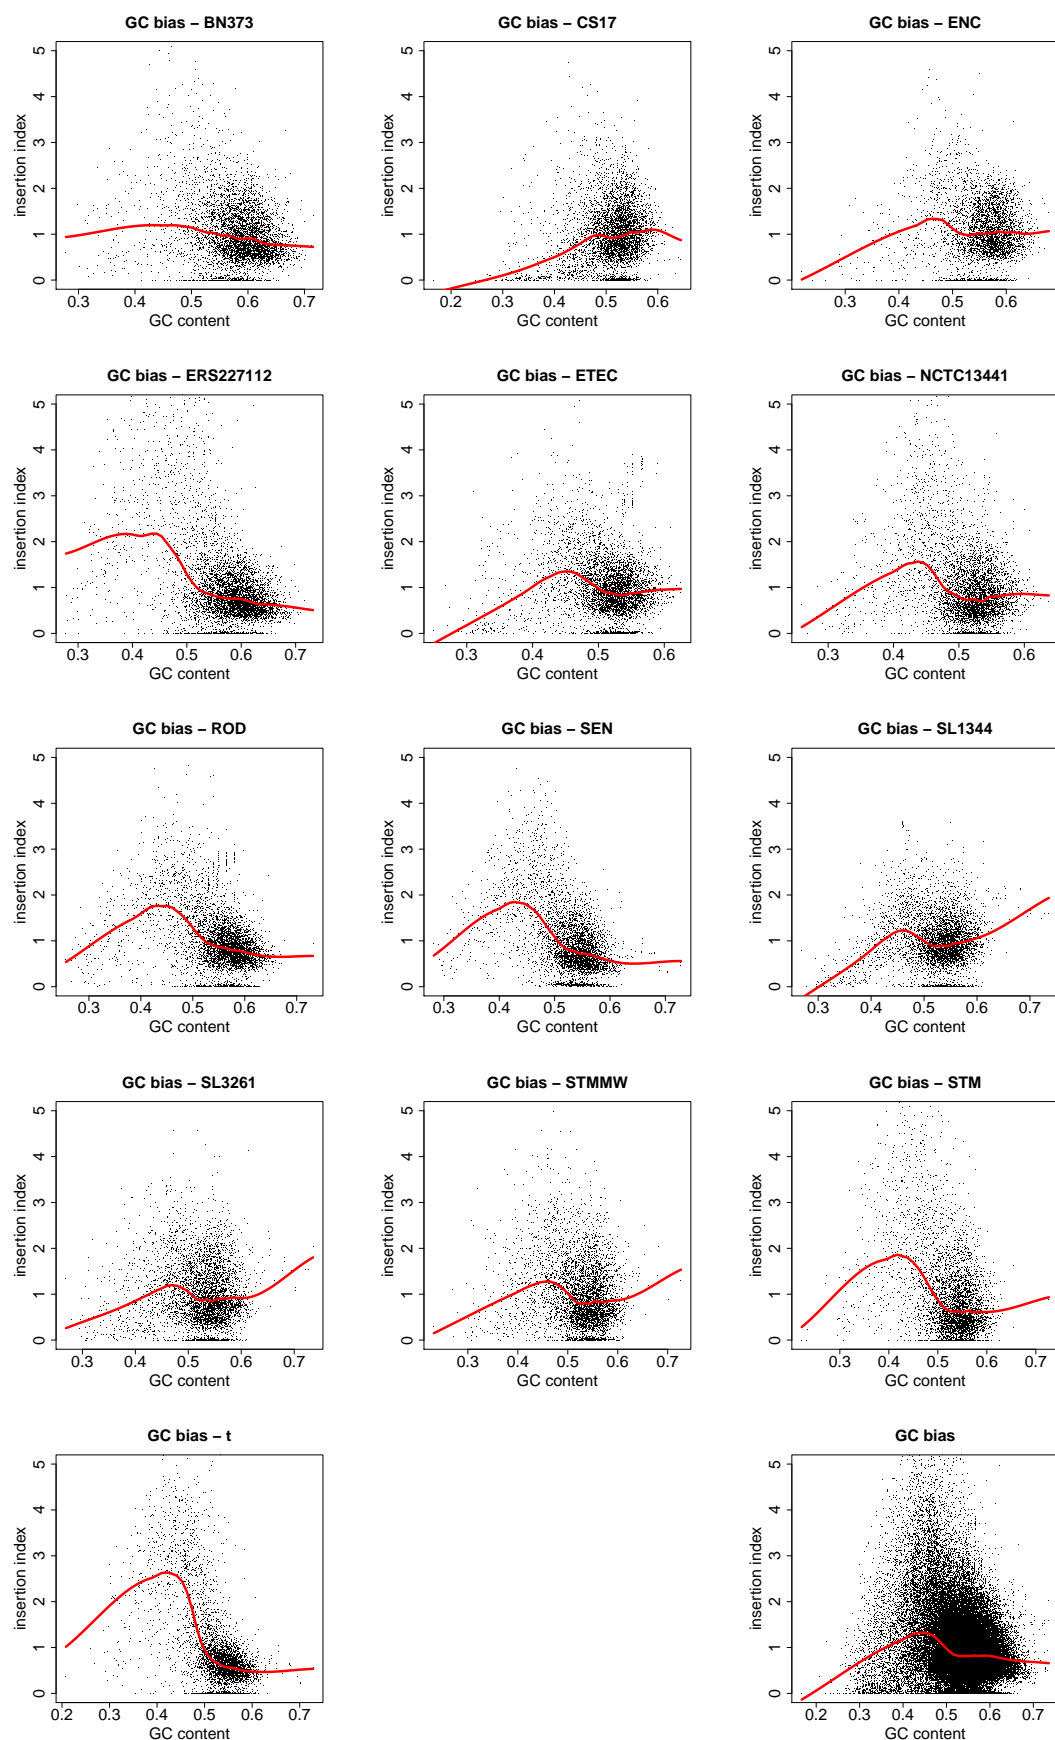 GC bias – BN373
GC bias – CS17
GC bias – ENC
insertion index
0 1 2 3 4 5
0.3 0.4 0.5 0.6 0.7
GC content
insertion index
0 1 2 3 4 5
0.2 0.3 0.4 0.5 0.6
GC content
insertion index
0 1 2 3 4 5
0.3 0.4 0.5 0.6
GC content
GC bias – ERS227112
GC bias – ETEC
GC bias – NCTC13441
insertion index
0 1 2 3 4 5
0.3 0.4 0.5 0.6 0.7
GC content
insertion index
0 1 2 3 4 5
0.3 0.4 0.5 0.6
GC content
insertion index
0 1 2 3 4 5
0.3 0.4 0.5 0.6
GC content
GC bias – ROD
GC bias – SEN
GC bias – SL1344
insertion index
0 1 2 3 4 5
0.3 0.4 0.5 0.6 0.7
GC content
insertion index
0 1 2 3 4 5
0.3 0.4 0.5 0.6 0.7
GC content
insertion index
0 1 2 3 4 5
0.3 0.4 0.5 0.6 0.7
GC content
GC bias – SL3261
GC bias – STMMW
GC bias – STM
insertion index
0 1 2 3 4 5
0.3 0.4 0.5 0.6 0.7
GC content
insertion index
0 1 2 3 4 5
0.3 0.4 0.5 0.6 0.7
GC content
insertion index
0 1 2 3 4 5
0.3 0.4 0.5 0.6 0.7
GC content
GC bias – t
GC bias
insertion index
0 1 2 3 4 5
0.2 0.3 0.4 0.5 0.6 0.7
GC content
insertion index
0 1 2 3 4 5
0.2 0.3 0.4 0.5 0.6 0.7
GC content